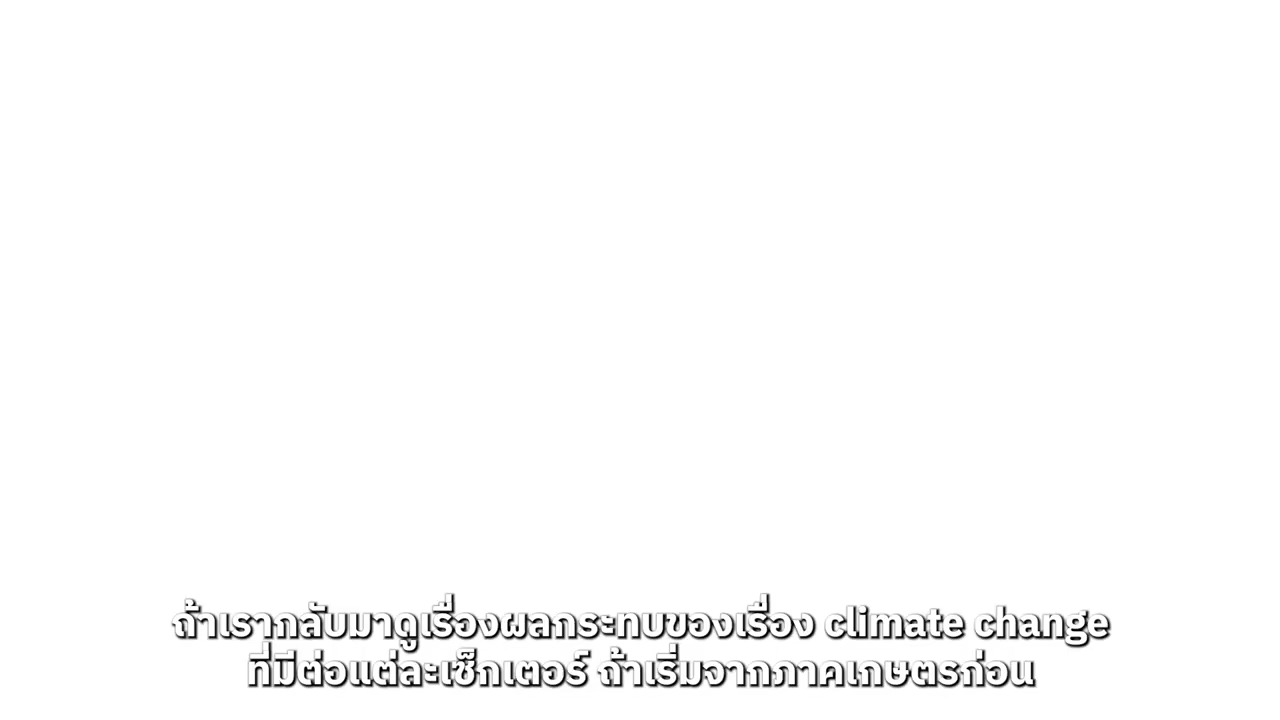 ถ้าเรากลับมาดูเรื่องผลกระทบของเรื่อง climate change
ที่มีต่อแต่ละเซ็กเตอร์ ถ้าเริ่มจากภาคเกษตรก่อน